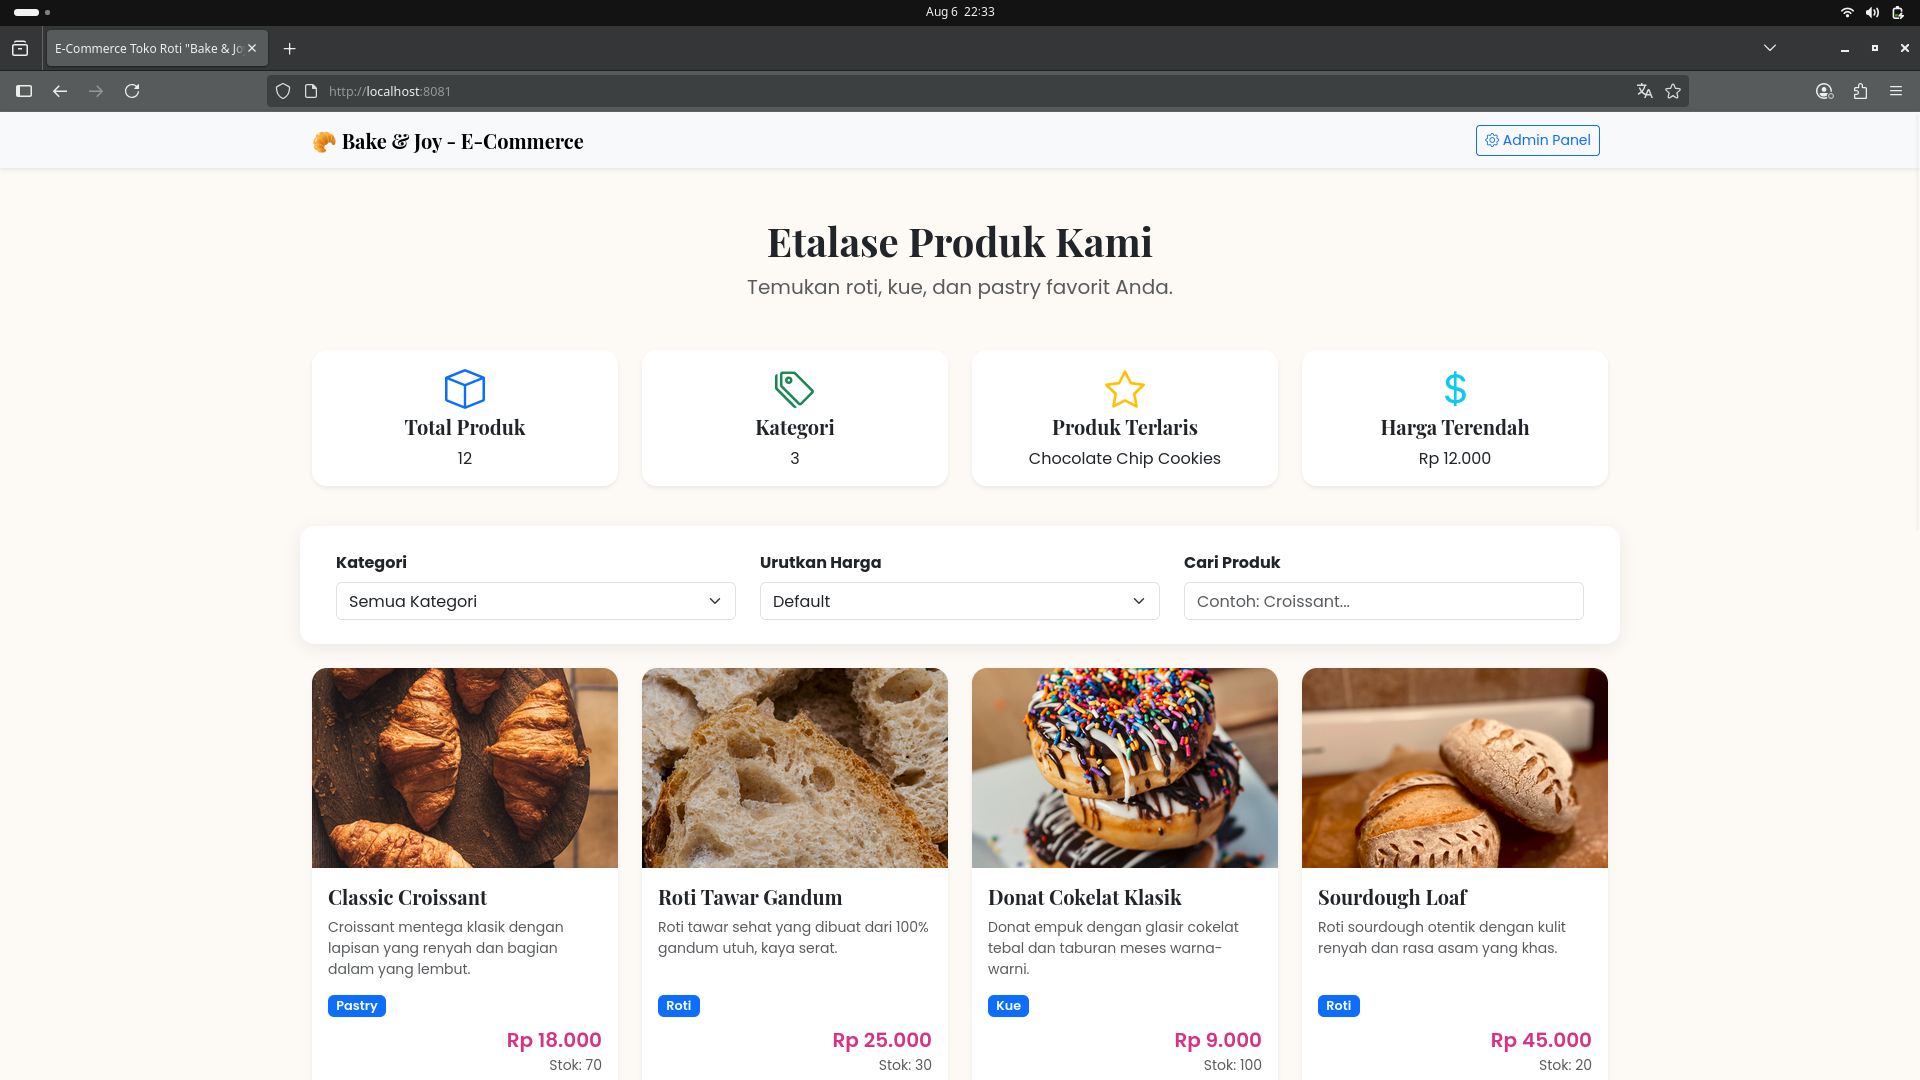 Aug 6 22:33
E-Commerce Toko Roti "Bake & Jo
http://localhost:8081
🥐 Bake & Joy - E-Commerce
Admin Panel
Etalase Produk Kami
Temukan roti, kue, dan pastry favorit Anda.
Total Produk
12
Kategori
3
Produk Terlaris
Chocolate Chip Cookies
$
Harga Terendah
Rp 12.000
Kategori
Semua Kategori
Urutkan Harga
Default
Cari Produk
Contoh: Croissant...
Classic Croissant
Croissant mentega klasik dengan
lapisan yang renyah dan bagian
dalam yang lembut.
Pastry
Rp 18.000
Stok: 70
Roti Tawar Gandum
Roti tawar sehat yang dibuat dari 100%
gandum utuh, kaya serat.
Roti
Rp 25.000
Stok: 30
Donat Cokelat Klasik
Donat empuk dengan glasir cokelat
tebal dan taburan meses warna-
warni.
Kue
Rp 9.000
Stok: 100
Sourdough Loaf
Roti sourdough otentik dengan kulit
renyah dan rasa asam yang khas.
Roti
Rp 45.000
Stok: 20